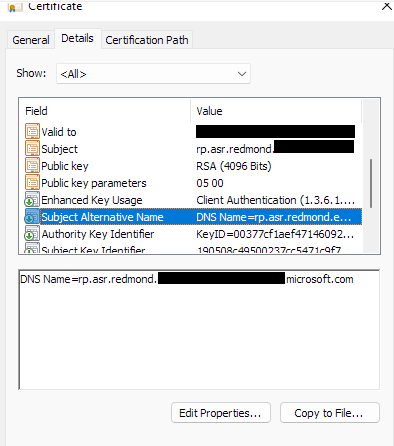 Certificate
General Details Certification Path
Show: <All>
Field Value
Valid to
Subject rp.asr.redmond.
Public key RSA (4096 Bits)
Public key parameters 05 00
Enhanced Key Usage Client Authentication (1.3.6.1....
Subject Alternative Name DNS Name=rp.asr.redmond.e...
Authority Key Identifier KeyID=00377cf1aef47146092...
Subject Key Identifier 190508c49500237cc5471c9f7
DNS Name=rp.asr.redmond. microsoft.com
Edit Properties... Copy to File...